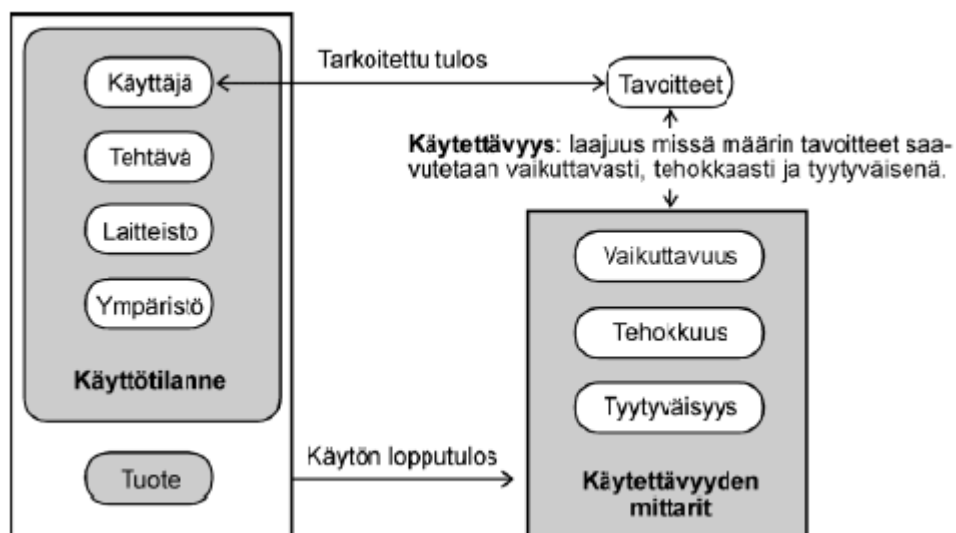 Käyttäjä
Tehtävä
Laitteisto
Ympäristö
Käyttötilanne
Tuote
Tarkoitettu tulos
Tavoitteet
Käytettävyys: laajuus missä määrin tavoitteet saa-
vutetaan vaikuttavasti, tehokkaasti ja tyytyväisenä.
Käytön lopputulos
Vaikuttavuus
Tehokkuus
Tyytyväisyys
Käytettävyyden
mittarit